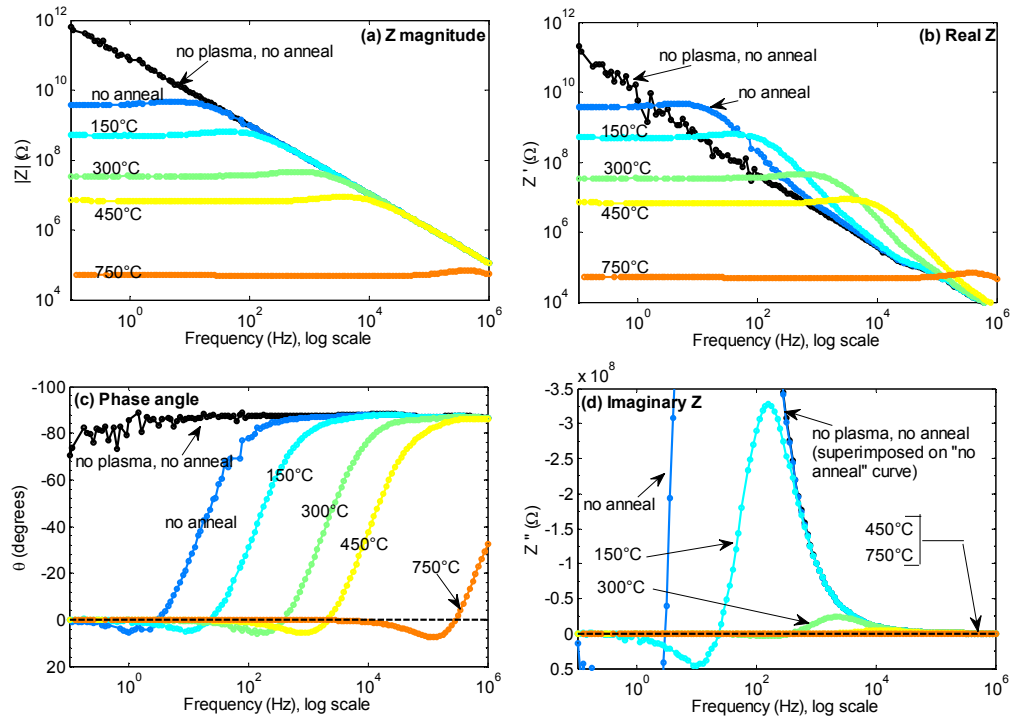 (a) Z magnitude
10^12
10^10
10^8
10^6
10^4
|Z| (Ω)
no plasma, no anneal
no anneal
150°C
300°C
450°C
750°C
10^0
10^2
10^4
10^6
Frequency (Hz), log scale
(b) Real Z
10^12
10^10
10^8
10^6
10^4
Z ' (Ω)
no plasma, no anneal
no anneal
150°C
300°C
450°C
750°C
10^0
10^2
10^4
10^6
Frequency (Hz), log scale
(c) Phase angle
-100
-80
-60
-40
-20
0
20
θ (degrees)
no plasma, no anneal
no anneal
150°C
300°C
450°C
750°C
10^0
10^2
10^4
10^6
Frequency (Hz), log scale
x 10^8
(d) Imaginary Z
-3.5
-3
-2.5
-2
-1.5
-1
-0.5
0
0.5
Z '' (Ω)
no plasma, no anneal
(superimposed on "no
anneal" curve)
no anneal
150°C
300°C
450°C
750°C
10^0
10^2
10^4
10^6
Frequency (Hz), log scale